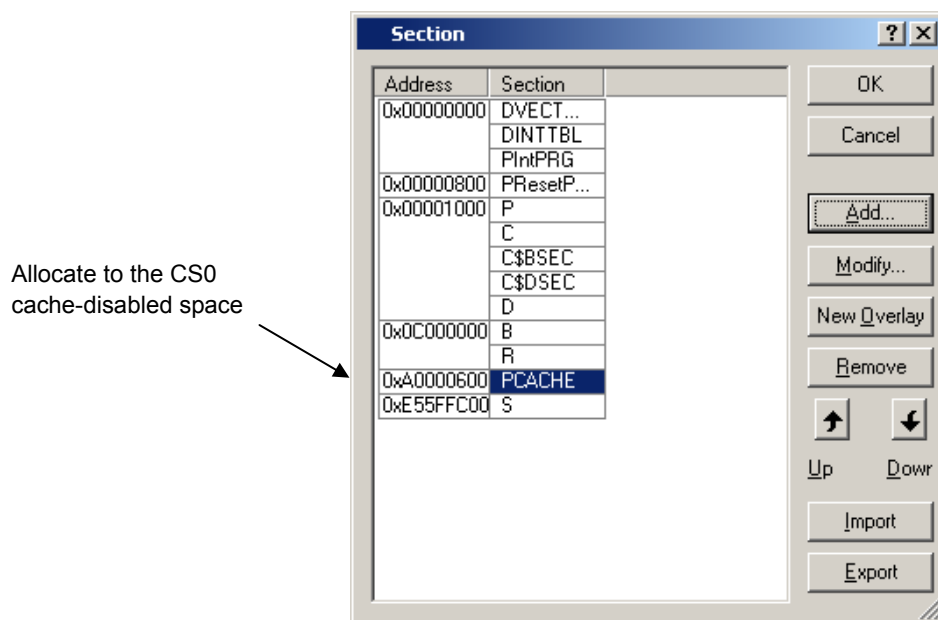 Section
Address Section
0x00000000 DVECT...
DINTTBL
PIntPRG
0x00000800 PResetP...
0x00001000 P
C
C$BSEC
C$DSEC
D
0x0C000000 B
R
0xA0000600 PCACHE
0xE55FFC00 S
Allocate to the CS0
cache-disabled space
OK
Cancel
Add...
Modify...
New Overlay
Remove
Up Dowr
Import
Export